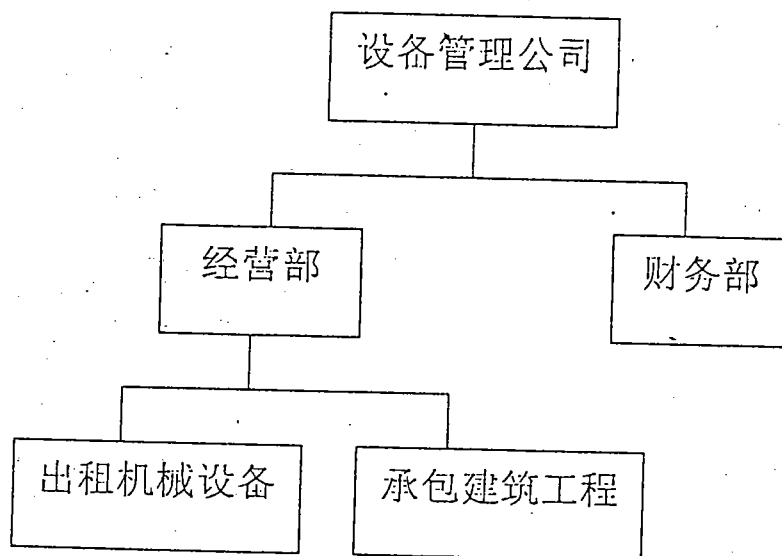 设备管理公司
经营部
财务部
出租机械设备
承包建筑工程